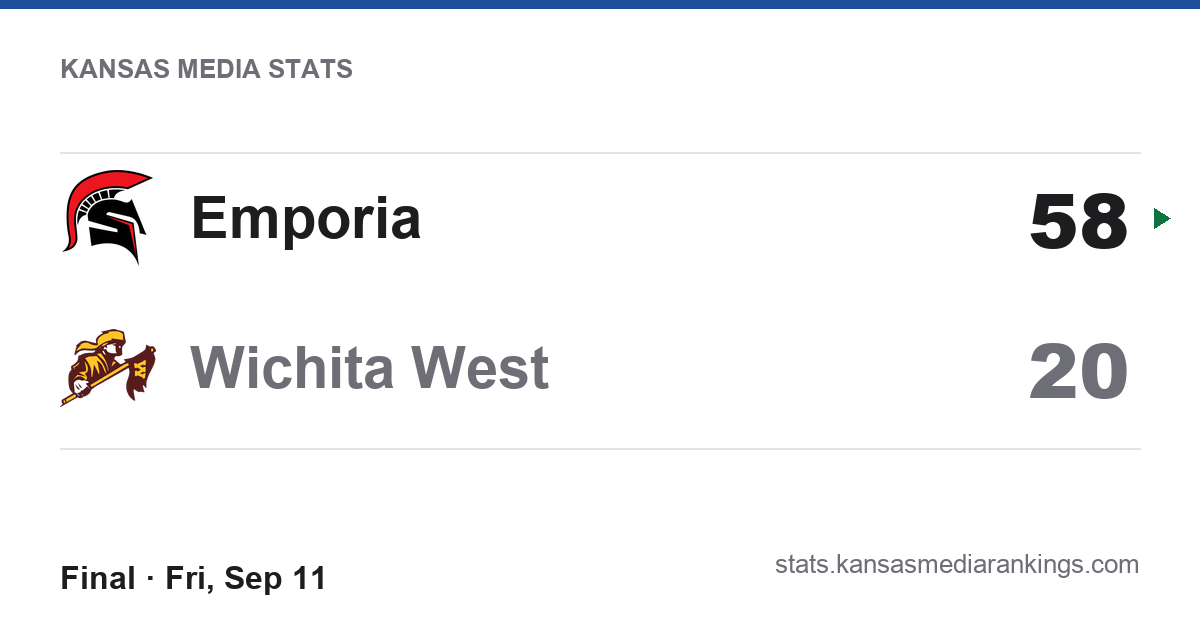 KANSAS MEDIA STATS
Emporia 58
Wichita West 20
Final · Fri, Sep 11
stats.kansasmediarankings.com